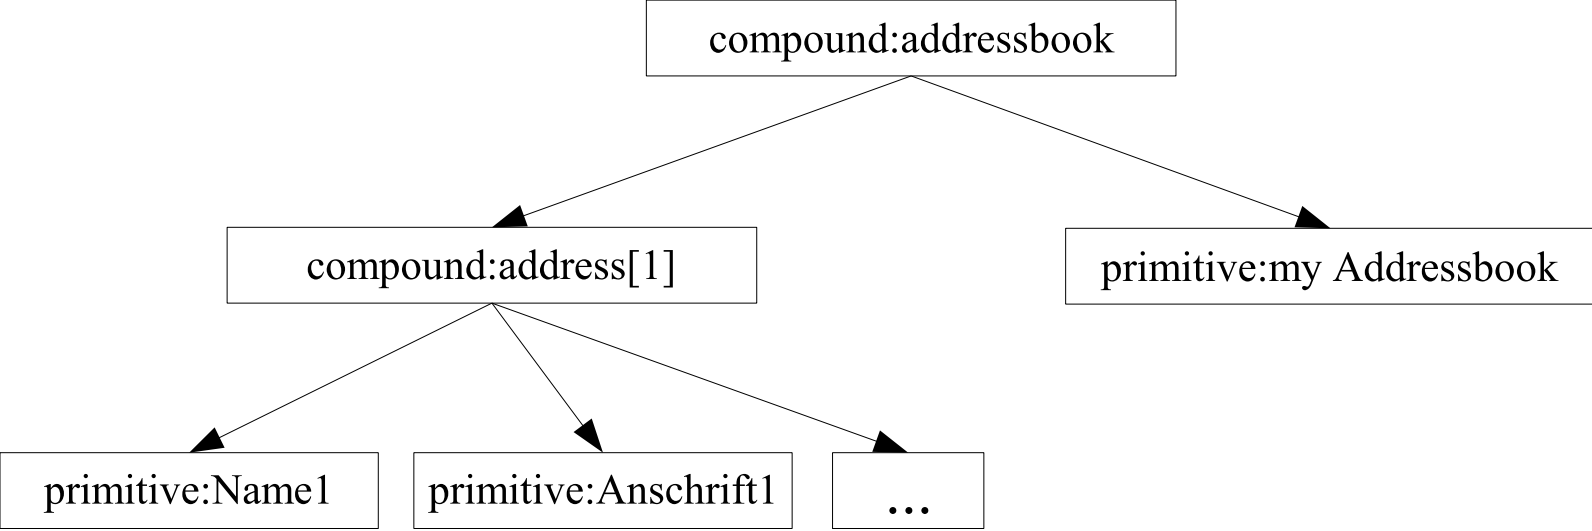 compound:addressbook
compound:address[1]
primitive:my Addressbook
primitive:Name1
primitive:Anschrift1
...